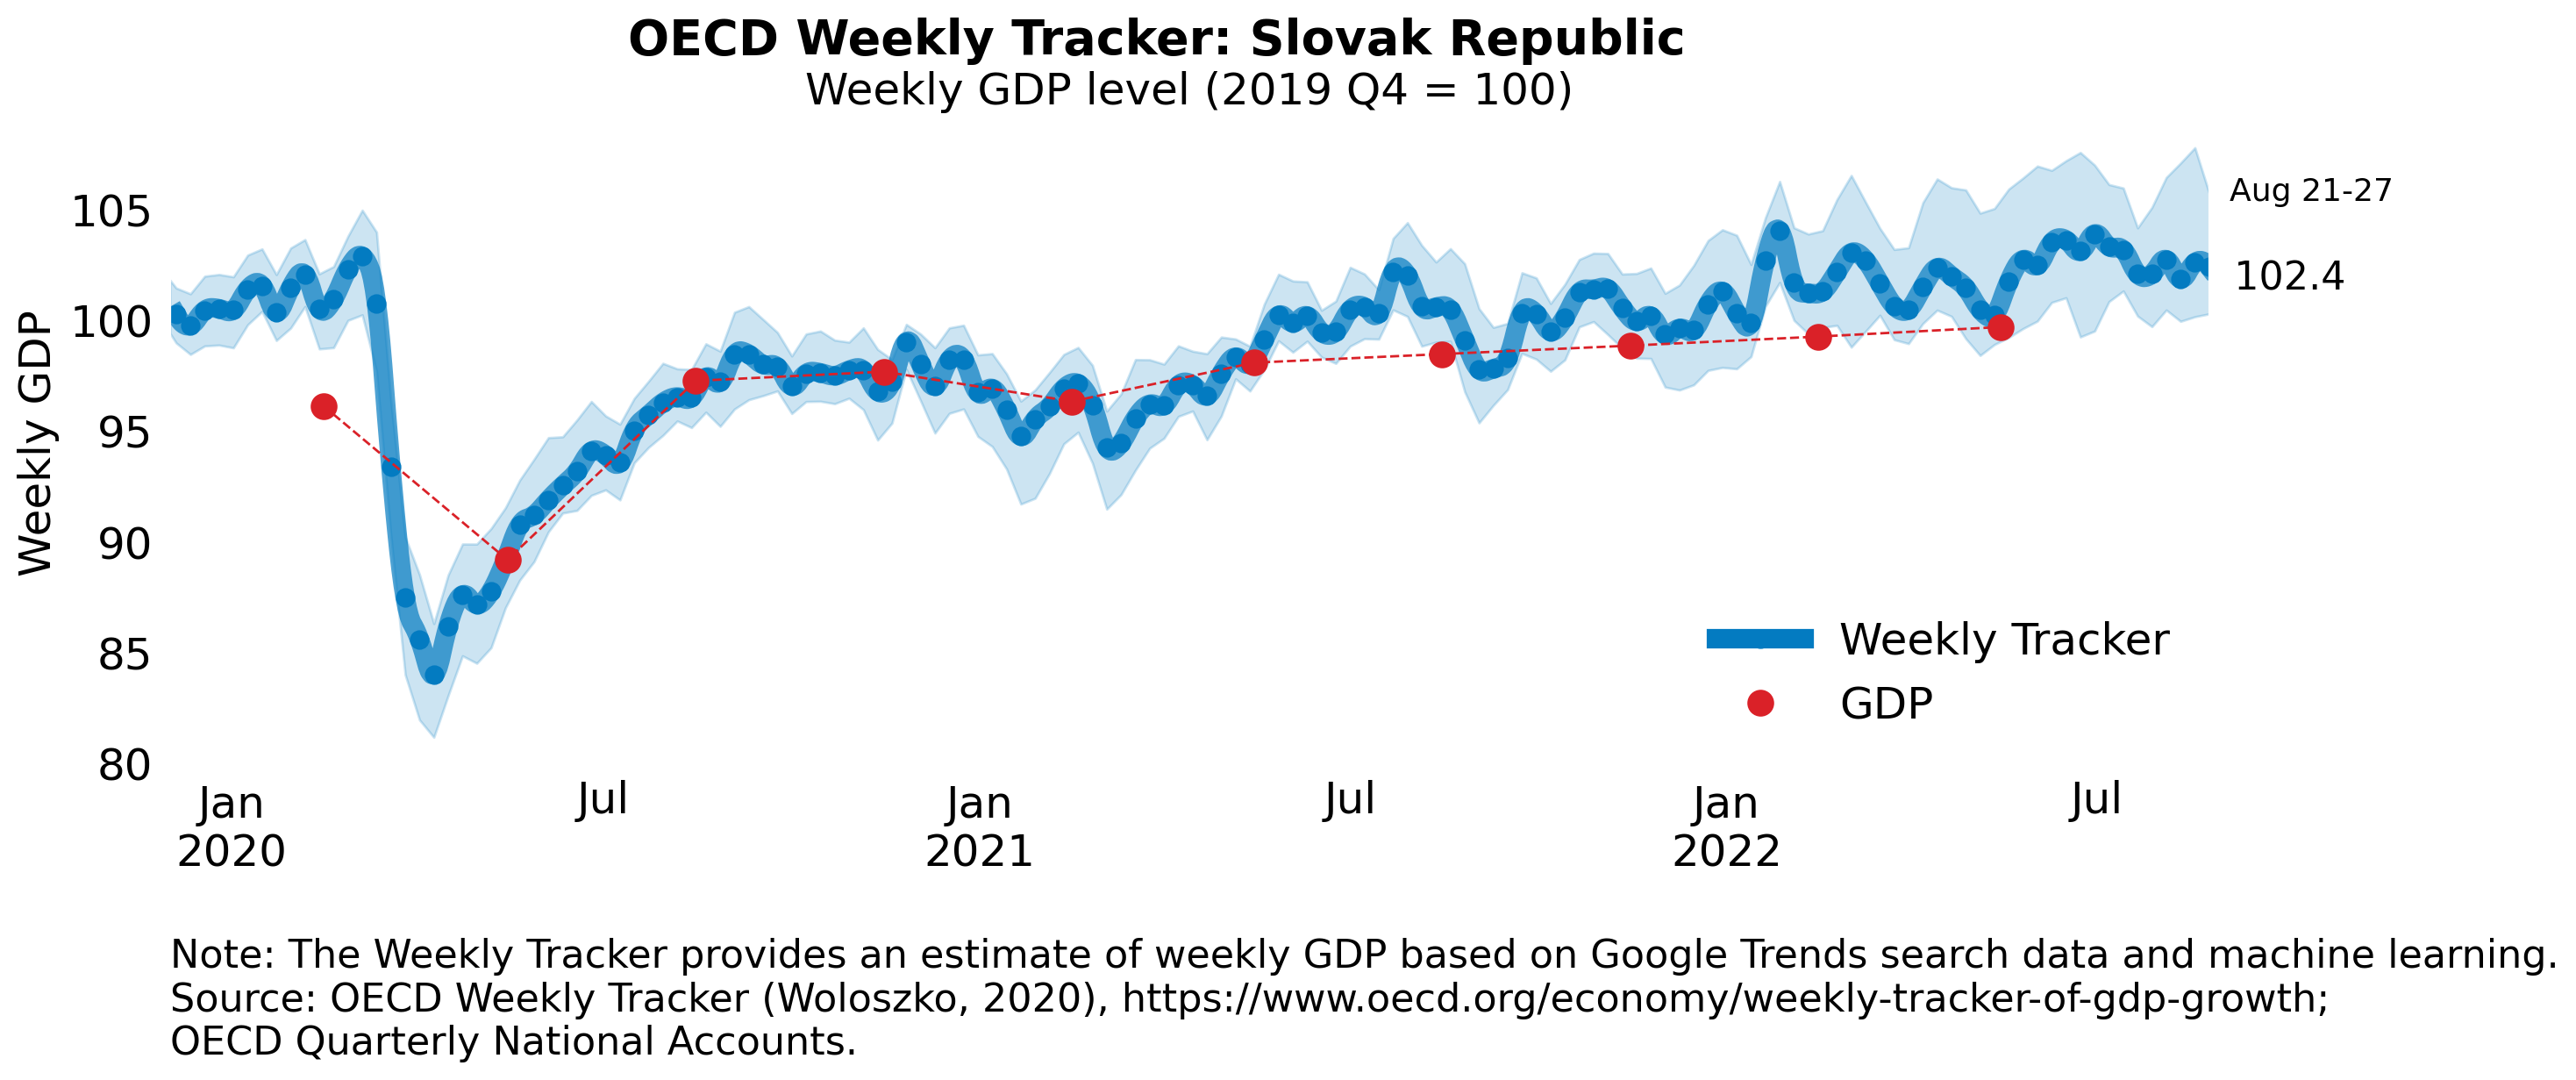 OECD Weekly Tracker: Slovak Republic
Weekly GDP level (2019 Q4 = 100)
Weekly GDP
105
100
95
90
85
80
Aug 21-27
102.4
Weekly Tracker
GDP
Jan
2020
Jul
Jan
2021
Jul
Jan
2022
Jul
Note: The Weekly Tracker provides an estimate of weekly GDP based on Google Trends search data and machine learning.
Source: OECD Weekly Tracker (Woloszko, 2020), https://www.oecd.org/economy/weekly-tracker-of-gdp-growth;
OECD Quarterly National Accounts.